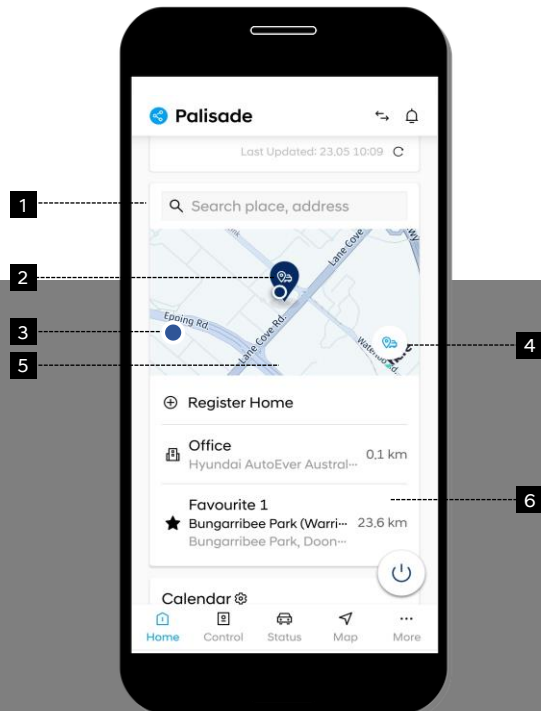 Palisade
Last Updated: 23.05 10:09
1
Search place, address
Lane Cove
Wy
2
3
Epping Rd.
Lane Cove Rd.
4
5
Register Home
Office
0,1 km
Hyundai AutoEver Austral···
6
Favourite 1
Bungarribee Park (Warri··· 23,6 km
Bungarribee Park, Doon···
Calendar
Home Control Status Map More